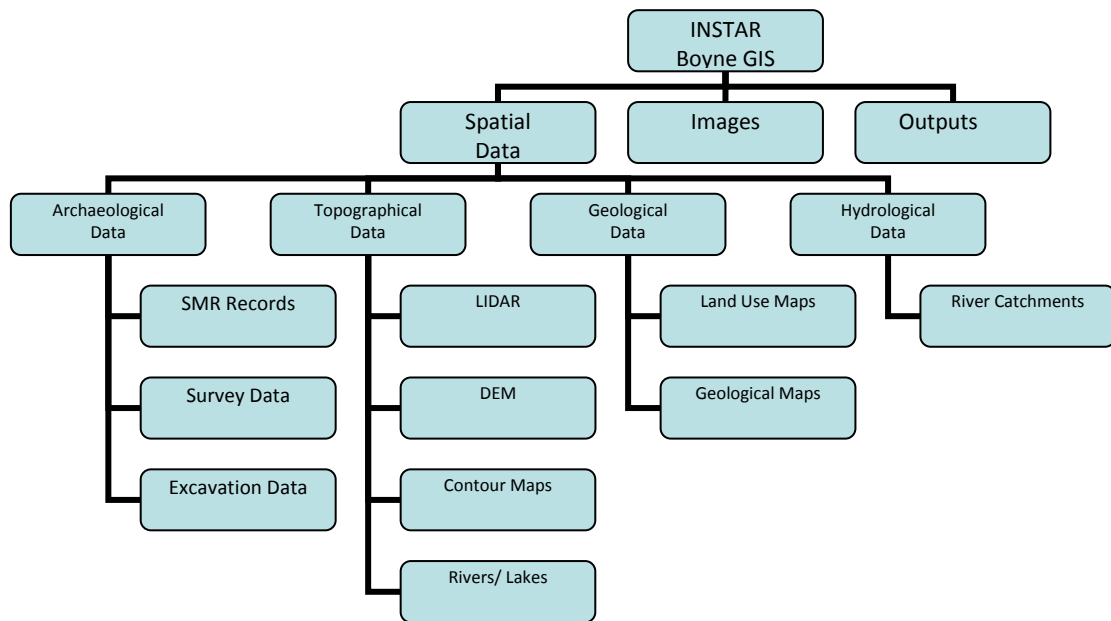 INSTAR
Boyne GIS
Spatial
Data
Images
Outputs
Archaeological
Data
Topographical
Data
Geological
Data
Hydrological
Data
SMR Records
LIDAR
Land Use Maps
River Catchments
Survey Data
DEM
Geological Maps
Excavation Data
Contour Maps
Rivers/ Lakes